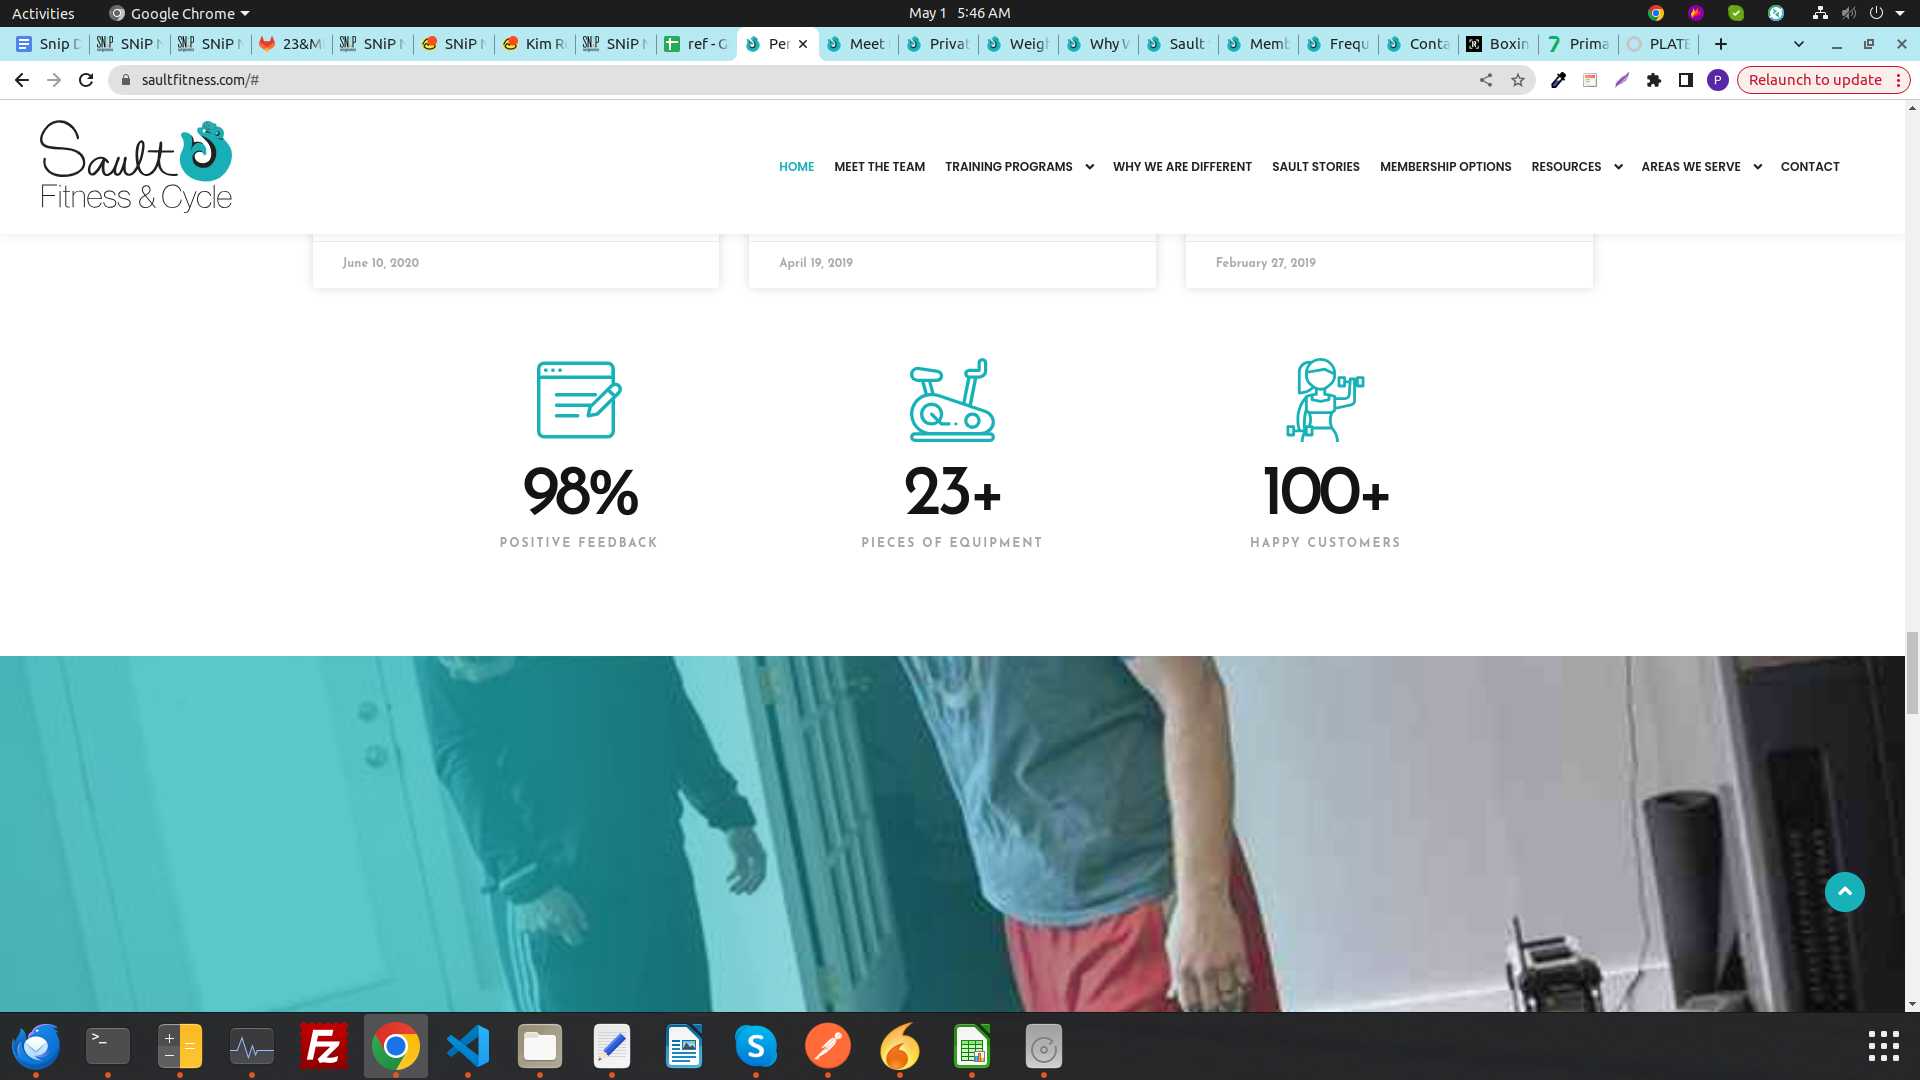 Activities
Google Chrome
May 1 5:46 AM
Snip D
SNiP N
SNiP N
23&M
SNiP N
SNiP N
Kim R
SNiP N
ref - G
Per
Meet
Privat
Weigh
Why W
Sault
Memb
Frequ
Conta
Boxin
Prima
PLATE
saultfitness.com/#
P
Relaunch to update
Sault
Fitness & Cycle
HOME
MEET THE TEAM
TRAINING PROGRAMS
WHY WE ARE DIFFERENT
SAULT STORIES
MEMBERSHIP OPTIONS
RESOURCES
AREAS WE SERVE
CONTACT
June 10, 2020
April 19, 2019
February 27, 2019
98%
23+
100+
POSITIVE FEEDBACK
PIECES OF EQUIPMENT
HAPPY CUSTOMERS